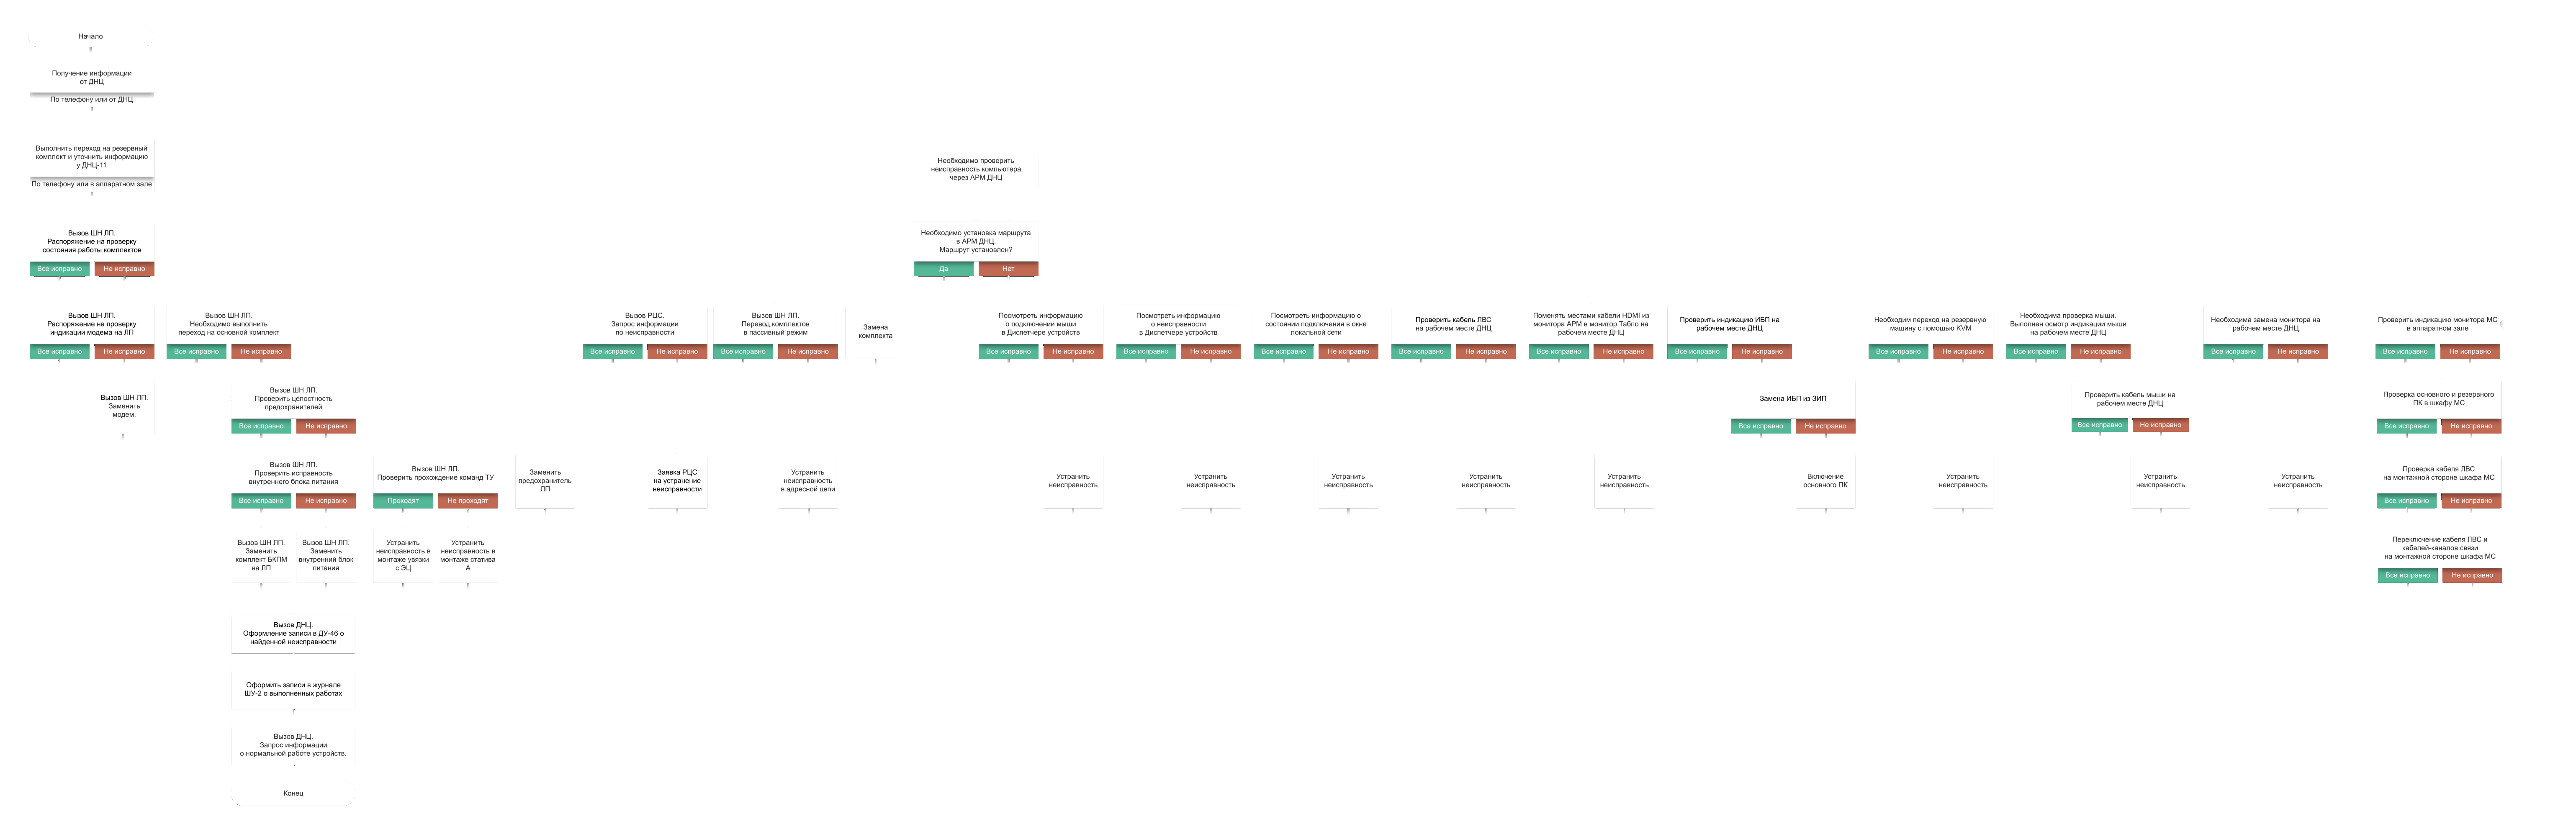 Начало
Получение информации
от ДНЦ
По телефону или от ДНЦ
Выполнить переход на резервный
комплект и уточнить информацию
у ДНЦ-11
По телефону или в аппаратном зале
Необходимо проверить
неисправность компьютера
через АРМ ДНЦ
Вызов ШН ЛП.
Распоряжение на проверку
состояния работы комплектов
Все исправно
Не исправно
Необходимо установка маршрута
в АРМ ДНЦ.
Маршрут установлен?
Да
Нет
Вызов ШН ЛП.
Распоряжение на проверку
индикации модема на ЛП
Все исправно
Не исправно
Вызов ШН ЛП.
Необходимо выполнить
переход на основной комплект
Все исправно
Не исправно
Вызов РЦС.
Запрос информации
по неисправности
Все исправно
Не исправно
Вызов ШН ЛП.
Перевод комплектов
в пассивный режим
Все исправно
Не исправно
Замена
комплекта
Посмотреть информацию
о подключении мыши
в Диспетчере устройств
Все исправно
Не исправно
Посмотреть информацию
о неисправности
в Диспетчере устройств
Все исправно
Не исправно
Посмотреть информацию о
состоянии подключения в окне
локальной сети
Все исправно
Не исправно
Проверить кабель ЛВС
на рабочем месте ДНЦ
Все исправно
Не исправно
Поменять местами кабели HDMI из
монитора АРМ в монитор Табло на
рабочем месте ДНЦ
Все исправно
Не исправно
Проверить индикацию ИБП на
рабочем месте ДНЦ
Все исправно
Не исправно
Необходим переход на резервную
машину с помощью KVM
Все исправно
Не исправно
Необходима проверка мыши.
Выполнен осмотр индикации мыши
на рабочем месте ДНЦ
Все исправно
Не исправно
Необходима замена монитора на
рабочем месте ДНЦ
Все исправно
Не исправно
Проверить индикацию монитора МС
в аппаратном зале
Все исправно
Не исправно
Вызов ШН ЛП.
Заменить
модем.
Вызов ШН ЛП.
Проверить целостность
предохранителей
Все исправно
Не исправно
Замена ИБП из ЗИП
Все исправно
Не исправно
Проверить кабель мыши на
рабочем месте ДНЦ
Все исправно
Не исправно
Проверка основного и резервного
ПК в шкафу МС
Все исправно
Не исправно
Вызов ШН ЛП.
Проверить исправность
внутреннего блока питания
Все исправно
Не исправно
Вызов ШН ЛП.
Проверить прохождение команд ТУ
Проходят
Не проходят
Заменить
предохранитель
ЛП
Заявка РЦС
на устранение
неисправности
Устранить
неисправность
в адресной цепи
Устранить
неисправность
Устранить
неисправность
Устранить
неисправность
Устранить
неисправность
Устранить
неисправность
Включение
основного ПК
Устранить
неисправность
Устранить
неисправность
Устранить
неисправность
Проверка кабеля ЛВС
на монтажной стороне шкафа МС
Все исправно
Не исправно
Вызов ШН ЛП.
Заменить
комплект БКПМ
на ЛП
Вызов ШН ЛП.
Заменить
внутренний блок
питания
Устранить
неисправность в
монтаже увязки
с ЭЦ
Устранить
неисправность в
монтаже статива
А
Переключение кабеля ЛВС и
кабелей-каналов связи
на монтажной стороне шкафа МС
Все исправно
Не исправно
Вызов ДНЦ.
Оформление записи в ДУ-46 о
найденной неисправности
Оформить записи в журнале
ШУ-2 о выполненных работах
Вызов ДНЦ.
Запрос информации
о нормальной работе устройств.
Конец